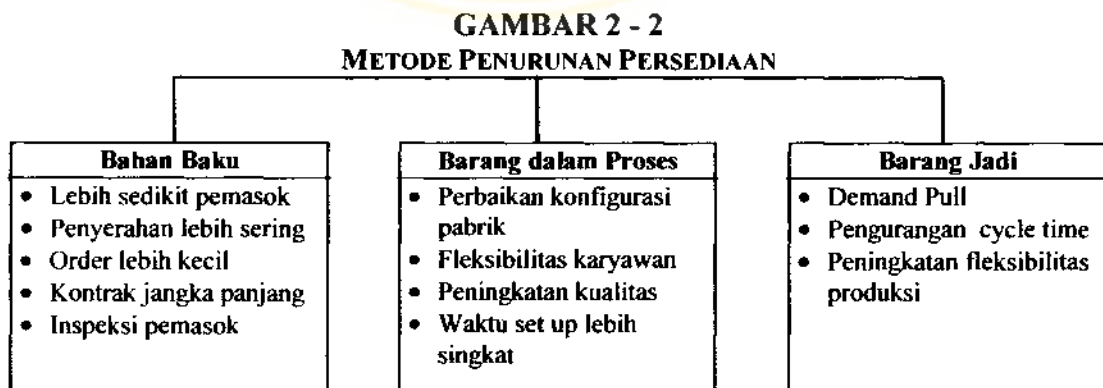 GAMBAR 2 - 2
METODE PENURUNAN PERSEDIAAN
Bahan Baku
• Lebih sedikit pemasok
• Penyerahan lebih sering
• Order lebih kecil
• Kontrak jangka panjang
• Inspeksi pemasok
Barang dalam Proses
• Perbaikan konfigurasi
pabrik
• Fleksibilitas karyawan
• Peningkatan kualitas
• Waktu set up lebih
singkat
Barang Jadi
• Demand Pull
• Pengurangan cycle time
• Peningkatan fleksibilitas
produksi